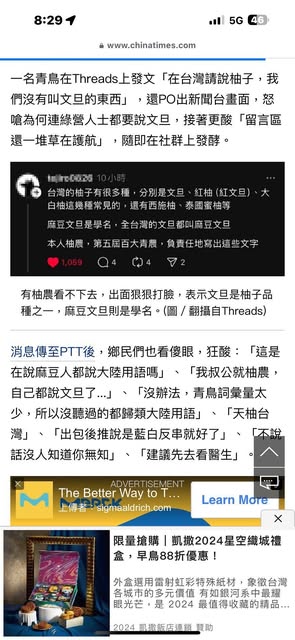 8:29
5G 46
www.chinatimes.com
一名青鳥在Threads上發文「在台灣請說柚子，我
們沒有叫文旦的東西」，還PO出新聞台畫面，怒
嗆為何連綠營人士都要說文旦，接著更酸「留言區
還一堆草在護航」，隨即在社群上發酵。
10小時
台灣的柚子有很多種，分別是文旦、紅柚 (紅文旦) 、大
白柚這幾種常見的，還有西施柚、泰國蜜柚等
麻豆文旦是學名，全台灣的文旦都叫麻豆文旦
本人柚農，第五屆百大青農，負責任地寫出這些文字
1,059 4 4 2
有柚農看不下去，出面狠狠打臉，表示文旦是柚子品
種之一，麻豆文旦則是學名。(圖 / 翻攝自Threads)
消息傳至PTT後，鄉民們也看傻眼，狂酸：「這是
在說麻豆人都說大陸用語嗎」、「我叔公就柚農，
自己都說文旦了...」、「沒辦法，青鳥詞彙量太
少，所以沒聽過的都歸類大陸用語」、「天柚台
灣」、「出包後推說是藍白反串就好了」、「不說
話沒人知道你無知」、「建議先去看醫生」。
ADVERTISEMENT
The Better Way to T...
上傳者：sigmaaldrich.com
Learn More
限量搶購｜凱撒2024星空織城禮
盒，早鳥88折優惠！
外盒選用雷射虹彩特殊紙材，象徵台灣
各城市的多元價值 有如銀河系中最耀
眼光芒，是 2024 最值得收藏的精品...
2024 凱撒飯店連鎖 贊助